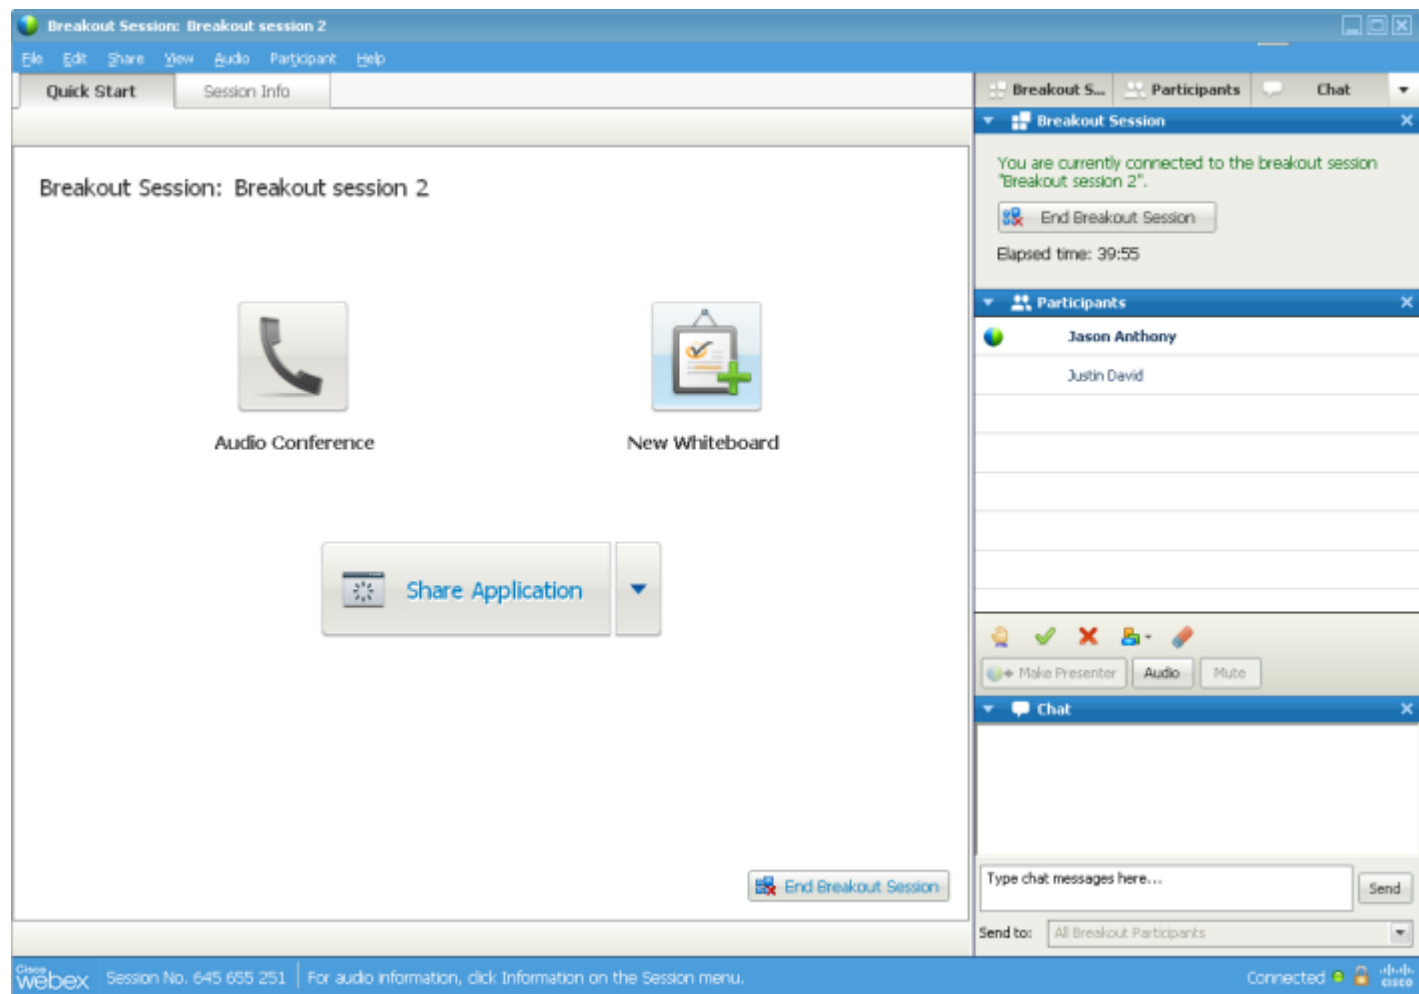 Breakout Session: Breakout session 2
File Edit Share View Audio Participant Help
Quick Start Session Info
Breakout Session: Breakout session 2
Audio Conference New Whiteboard
Share Application
End Breakout Session
Breakout S... Participants Chat
Breakout Session
You are currently connected to the breakout session
"Breakout session 2".
End Breakout Session
Elapsed time: 39:55
Participants
Jason Anthony
Justin David
Make Presenter Audio Mute
Chat
Type chat messages here...
Send
Send to: All Breakout Participants
Cisco
webex Session No. 645 655 251 For audio information, click Information on the Session menu.
Connected
cisco